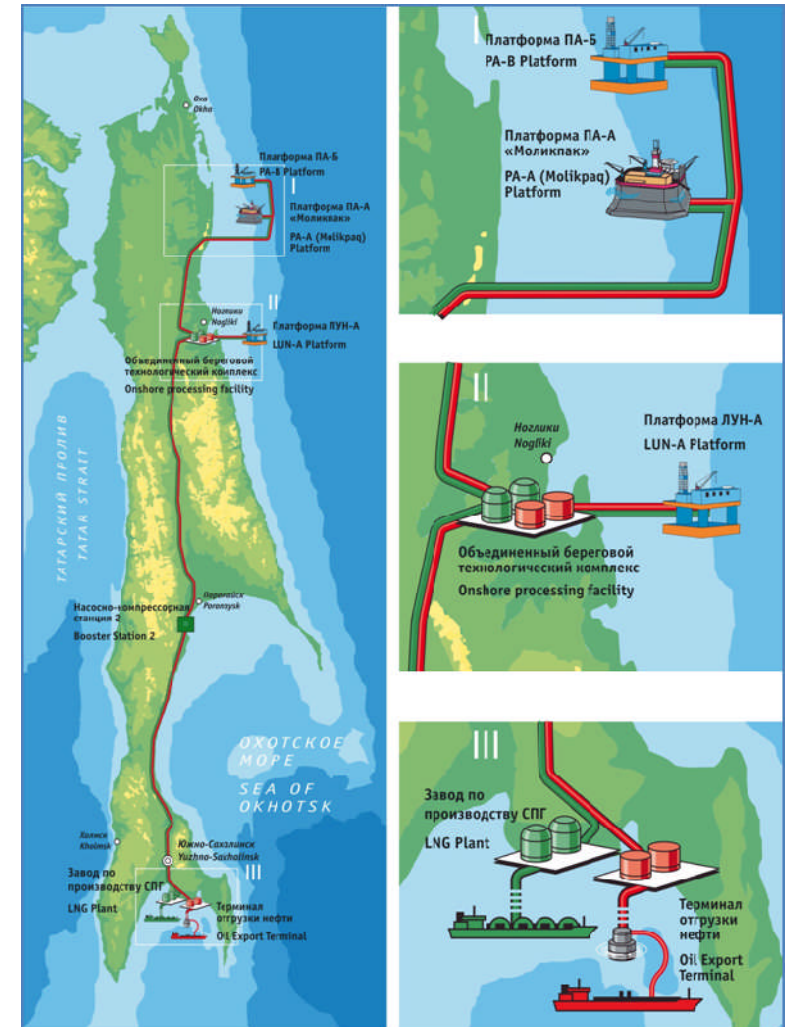 Оха
Okha
Платформа ПА-Б
PA-B Platform
I
Платформа ПА-А
«Моликпак»
PA-A (Molikpaq)
Platform
II
Ноглики
Nogliki
Платформа ЛУН-А
LUN-A Platform
Объединенный береговой
технологический комплекс
Onshore processing facility
ТАТАРСКИЙ ПРОЛИВ
TATAR STRAIT
Насосно-компрессорная
станция 2
Booster Station 2
ОХОТСКОЕ
МОРЕ
SEA OF
OKHOTSK
Холмск
Kholmsk
Южно-Сахалинск
Yuzhno-Sakhalinsk
III
Завод по
производству СПГ
LNG Plant
Терминал
отгрузки нефти
Oil Export Terminal
I
Платформа ПА-Б
PA-B Platform
Платформа ПА-А
«Моликпак»
PA-A (Molikpaq)
Platform
II
Ноглики
Nogliki
Платформа ЛУН-А
LUN-A Platform
Объединенный береговой
технологический комплекс
Onshore processing facility
III
Завод по
производству СПГ
LNG Plant
Терминал
отгрузки
нефти
Oil Export
Terminal